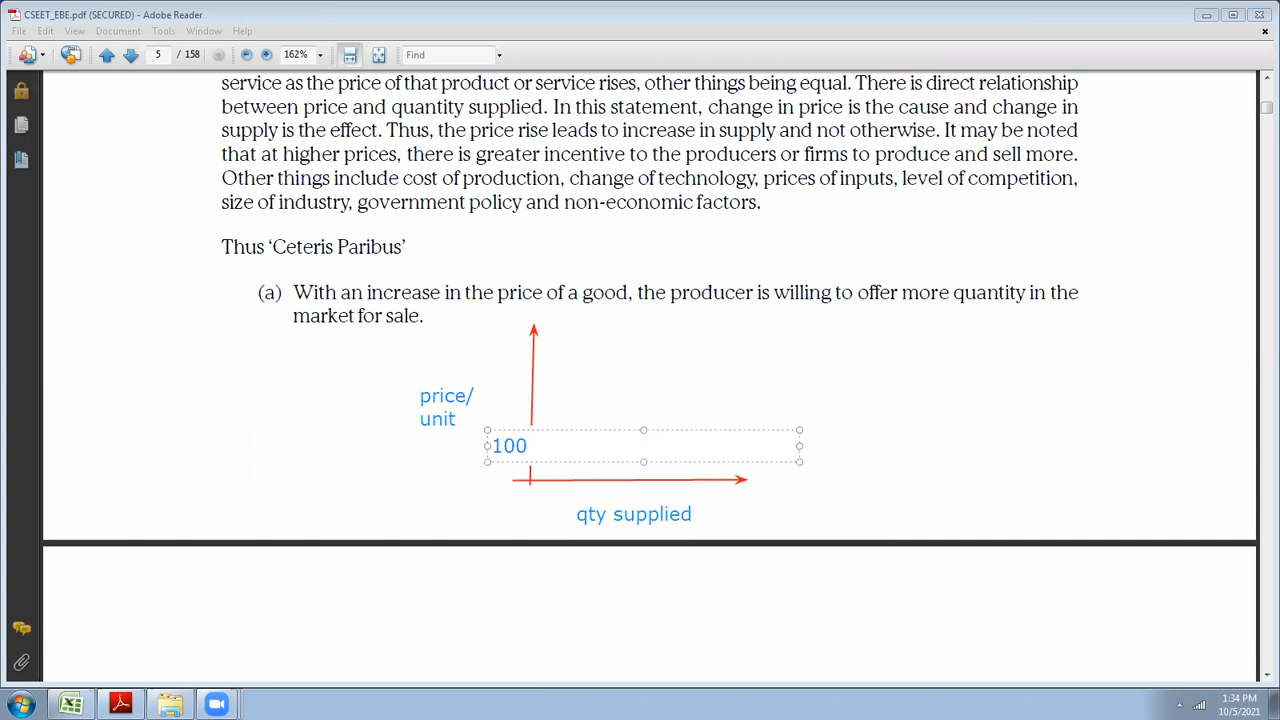 CSEET_EBE.pdf (SECURED) - Adobe Reader
File Edit View Document Tools Window Help
5 / 158 162% Find
service as the price of that product or service rises, other things being equal. There is direct relationship
between price and quantity supplied. In this statement, change in price is the cause and change in
supply is the effect. Thus, the price rise leads to increase in supply and not otherwise. It may be noted
that at higher prices, there is greater incentive to the producers or firms to produce and sell more.
Other things include cost of production, change of technology, prices of inputs, level of competition,
size of industry, government policy and non-economic factors.
Thus ‘Ceteris Paribus’
(a) With an increase in the price of a good, the producer is willing to offer more quantity in the
market for sale.
price/
unit
100
qty supplied
1:34 PM
10/5/2021